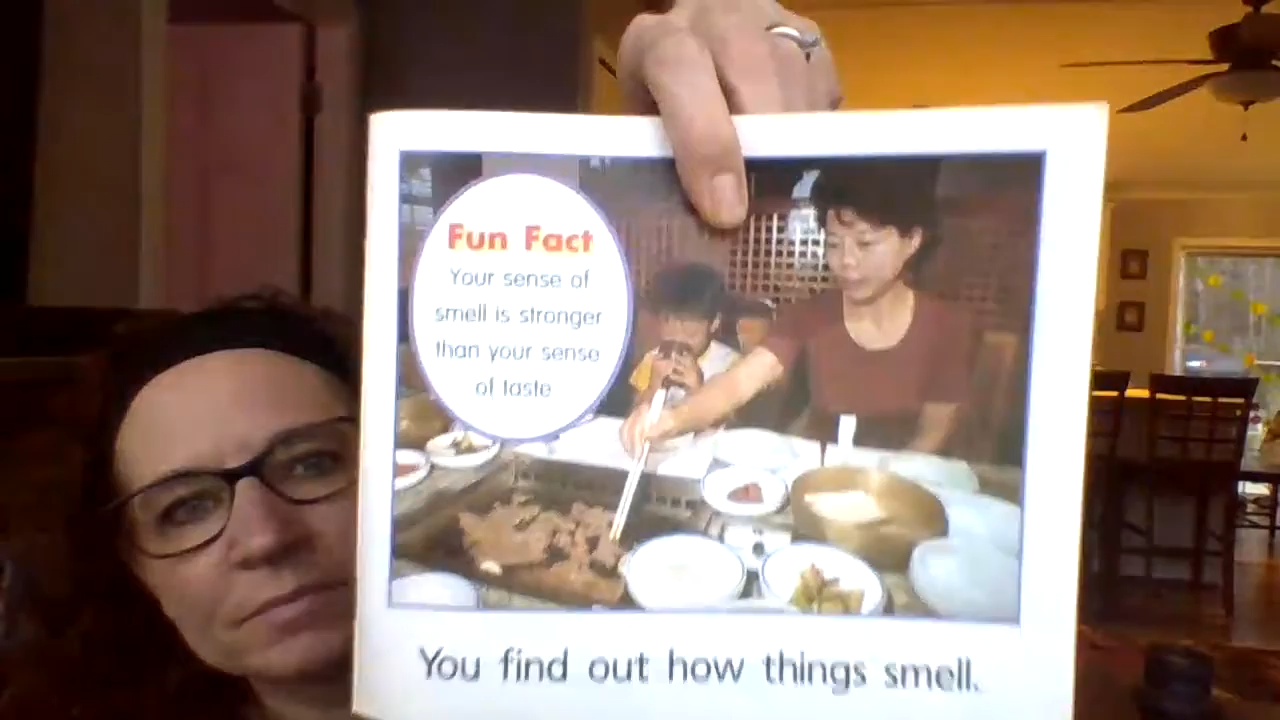 Fun Fact
Your sense of
smell is stronger
than your sense
of taste
You find out how things smell.